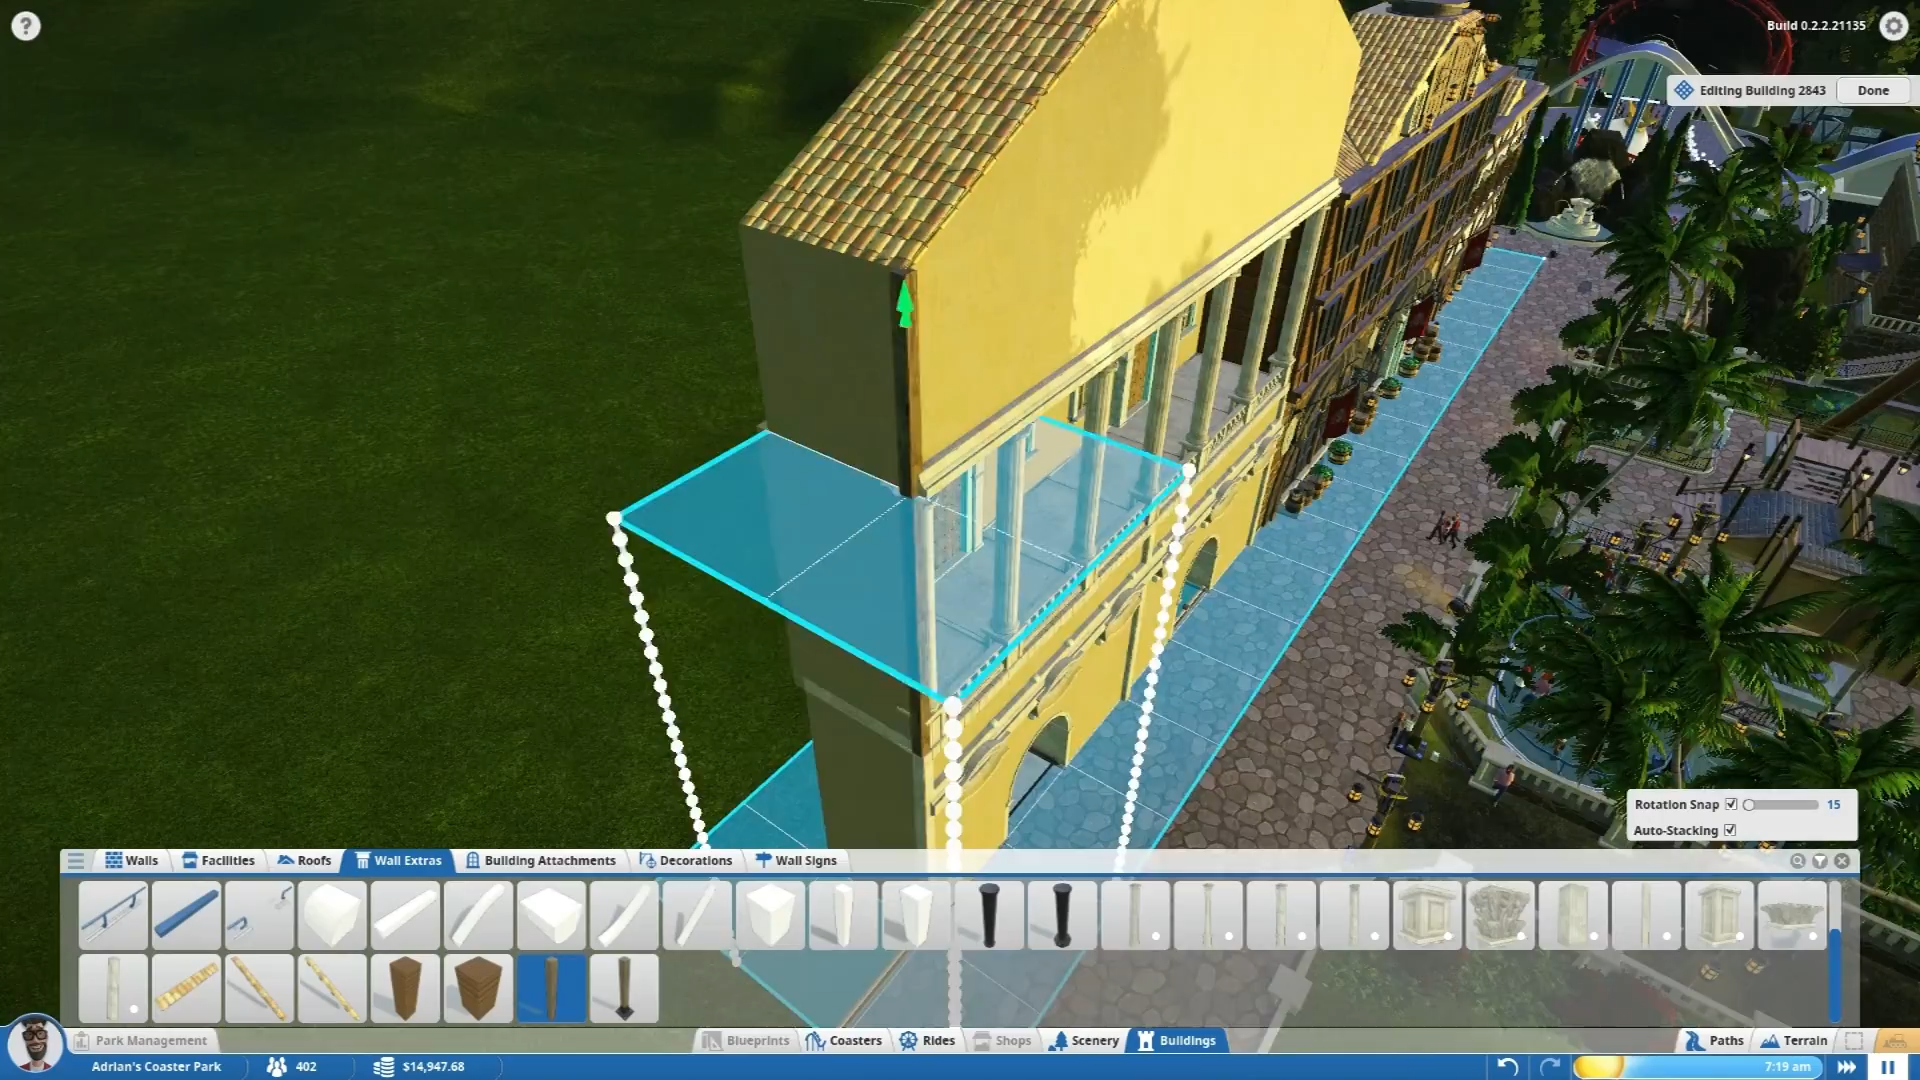 ?
Build 0.2.2.21135
Editing Building 2843
Done
Rotation Snap
15
Auto-Stacking
Walls
Facilities
Roofs
Wall Extras
Building Attachments
Decorations
Wall Signs
Park Management
Blueprints
Coasters
Rides
Shops
Scenery
Buildings
Paths
Terrain
Adrian's Coaster Park
402
$14,947.68
7:19 am